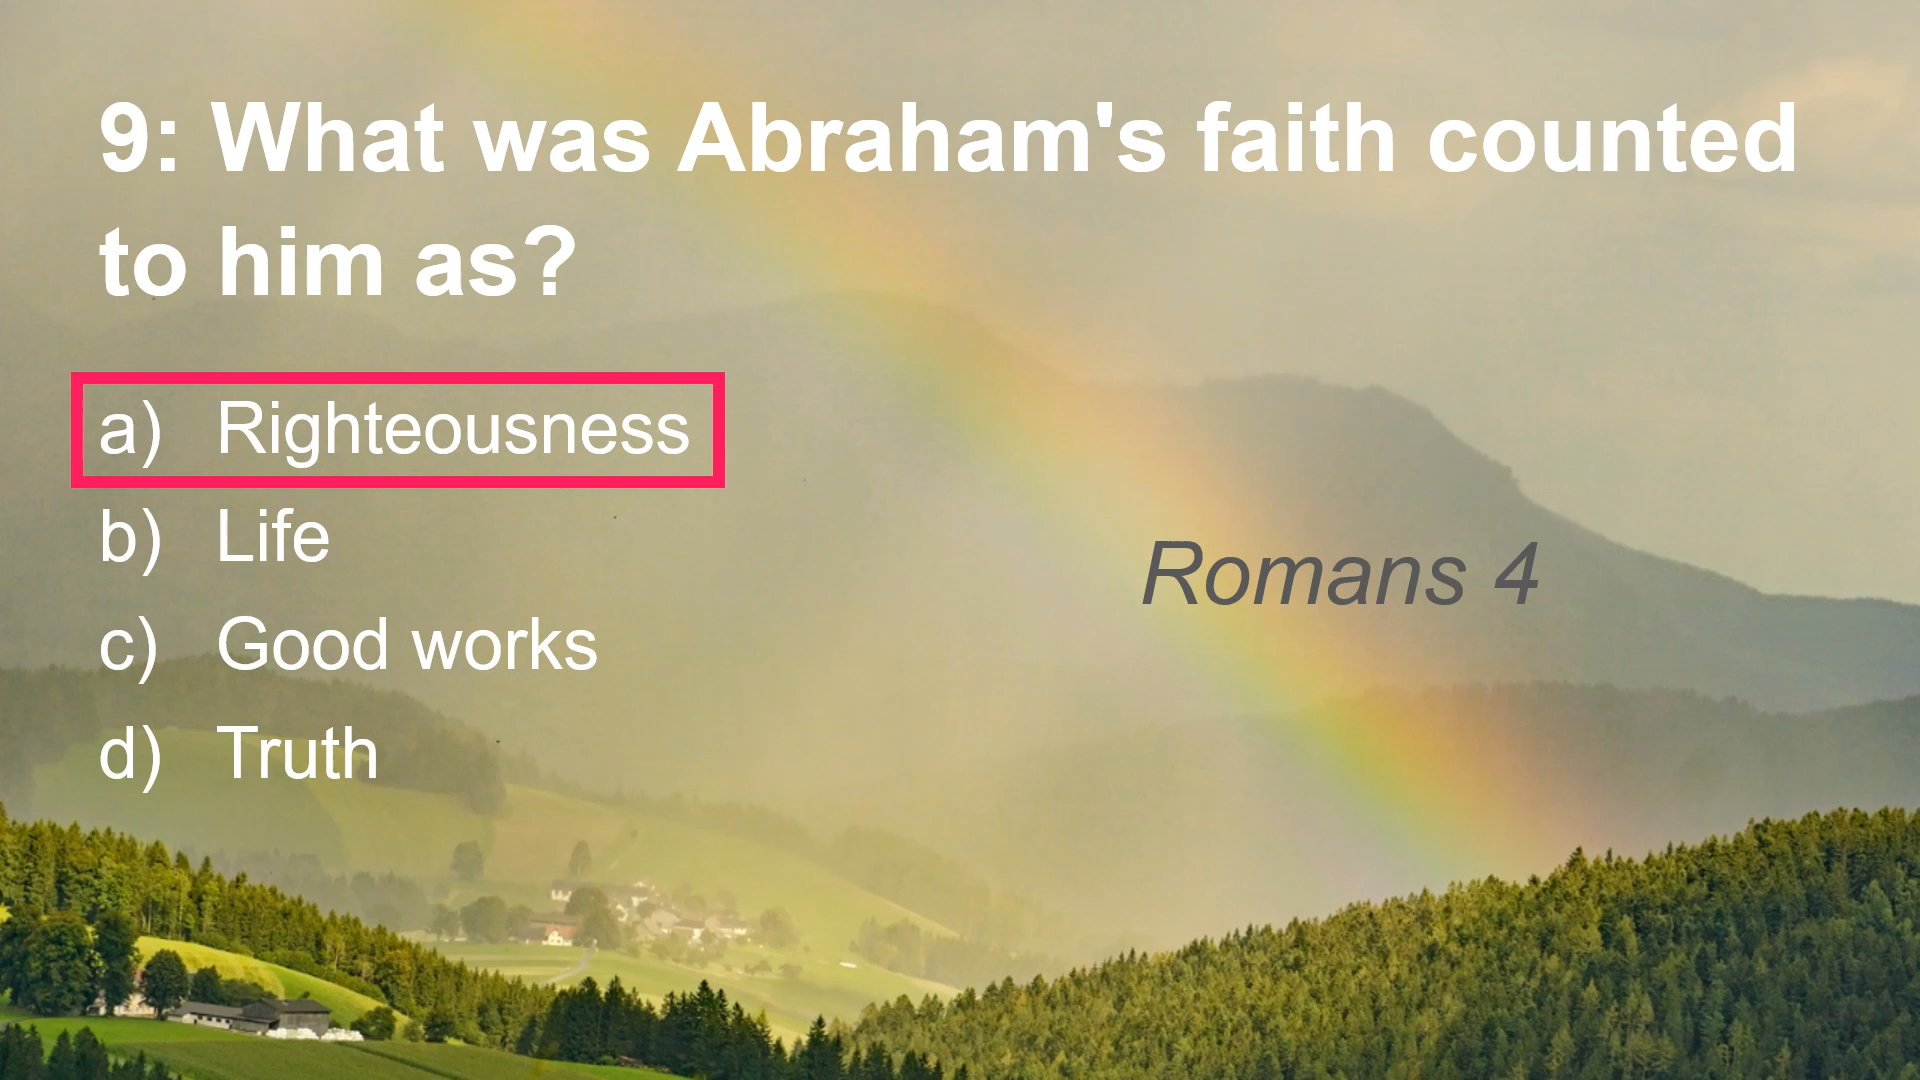 9: What was Abraham's faith counted
to him as?
a) Righteousness
b) Life
c) Good works
d) Truth
Romans 4